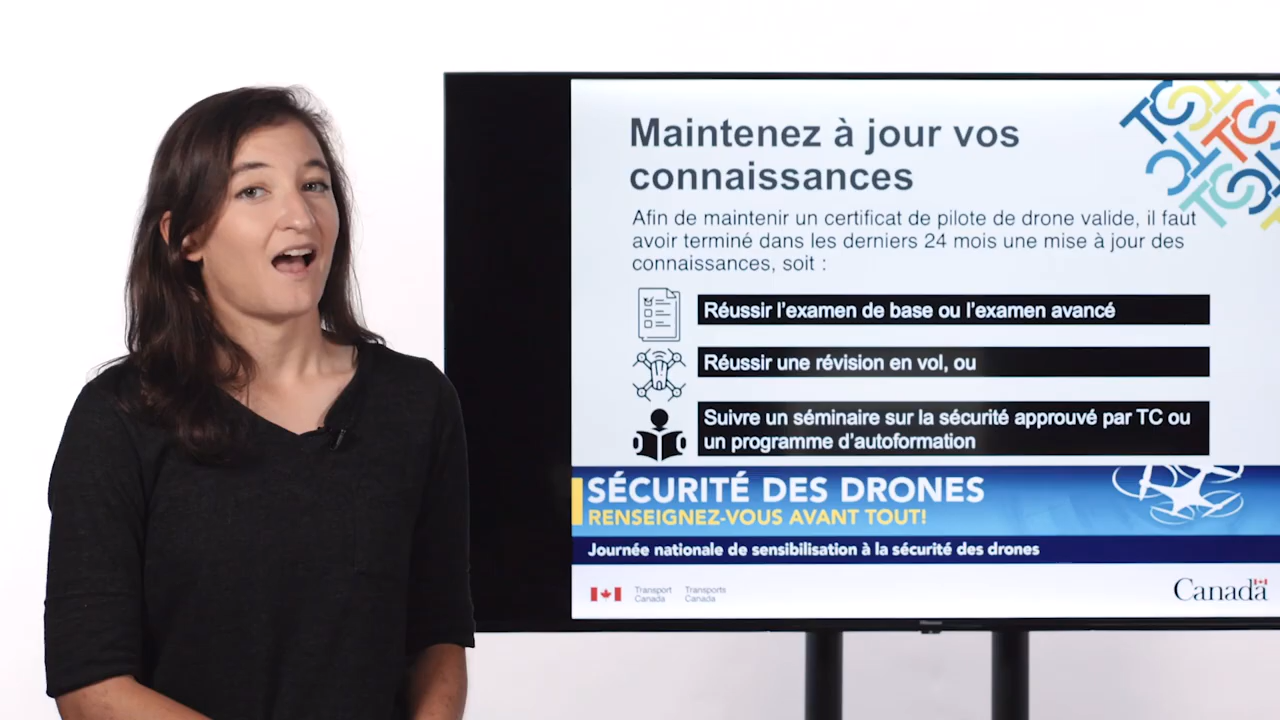 Maintenez à jour vos
connaissances
Afin de maintenir un certificat de pilote de drone valide, il faut
avoir terminé dans les derniers 24 mois une mise à jour des
connaissances, soit :
Réussir l'examen de base ou l'examen avancé
Réussir une révision en vol, ou
Suivre un séminaire sur la sécurité approuvé par TC ou
un programme d'autoformation
SÉCURITÉ DES DRONES
RENSEIGNEZ-VOUS AVANT TOUT!
Journée nationale de sensibilisation à la sécurité des drones
Transport Transports
Canada Canada
Canada
Hisense